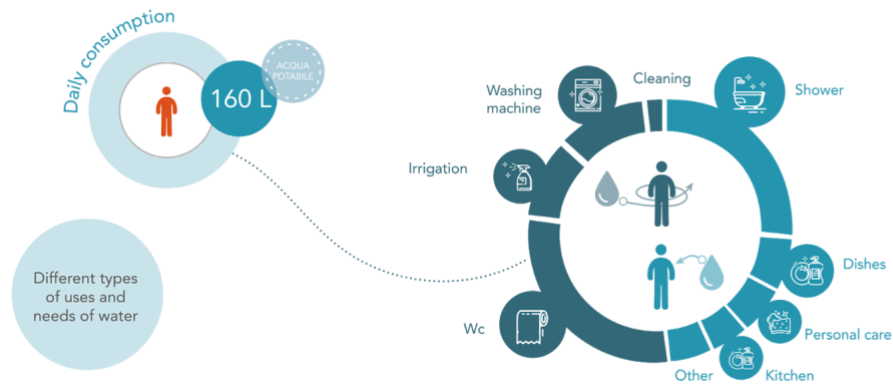 Daily consumption
160 L
ACQUA
POTABILE
Different types
of uses and
needs of water
Washing
machine
Cleaning
Shower
Irrigation
Dishes
Wc
Personal care
Other
Kitchen